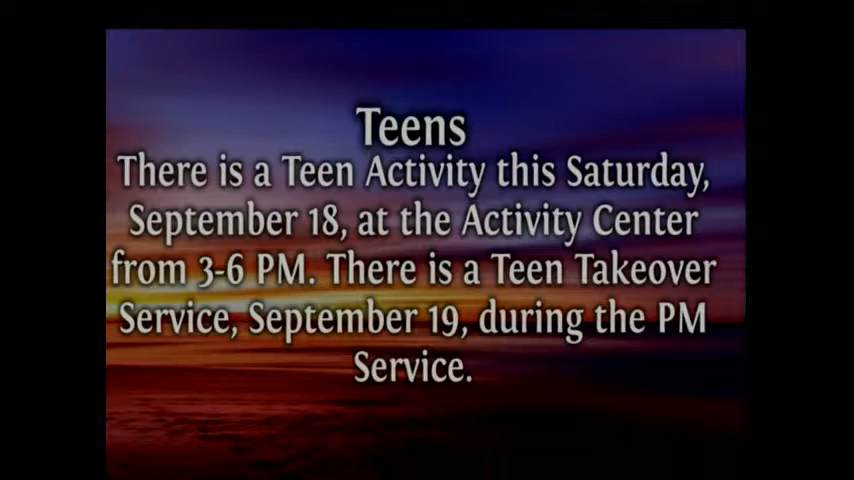 Teens
There is a Teen Activity this Saturday,
September 18, at the Activity Center
from 3-6 PM. There is a Teen Takeover
Service, September 19, during the PM
Service.